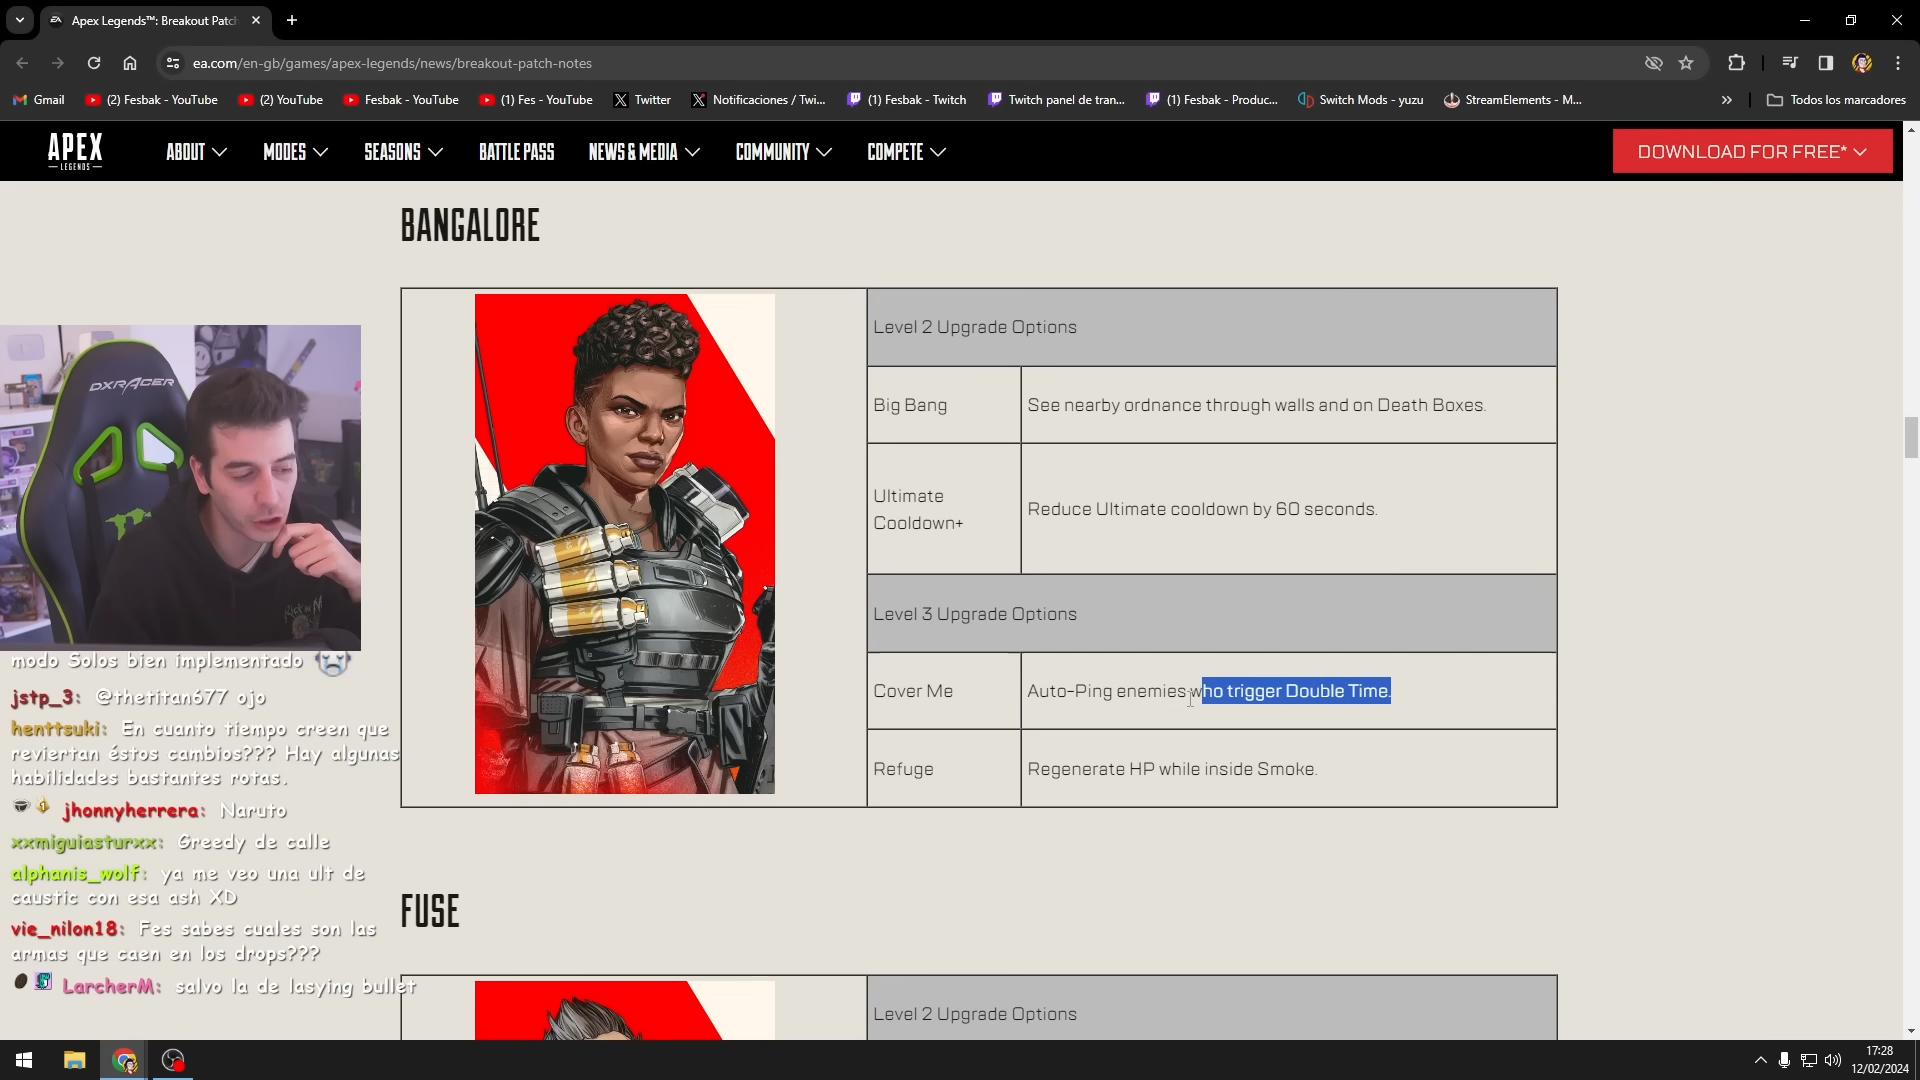 Apex Legends™: Breakout Patch
ea.com/en-gb/games/apex-legends/news/breakout-patch-notes
Gmail
(2) Fesbak - YouTube
(2) YouTube
Fesbak - YouTube
(1) Fes - YouTube
Twitter
Notificaciones / Twi...
(1) Fesbak - Twitch
Twitch panel de tran...
(1) Fesbak - Produc...
Switch Mods - yuzu
StreamElements - M...
Todos los marcadores
APEX
LEGENDS
ABOUT
MODES
SEASONS
BATTLE PASS
NEWS & MEDIA
COMMUNITY
COMPETE
DOWNLOAD FOR FREE*
BANGALORE
Level 2 Upgrade Options
Big Bang
See nearby ordnance through walls and on Death Boxes.
Ultimate
Cooldown+
Reduce Ultimate cooldown by 60 seconds.
Level 3 Upgrade Options
Cover Me
Auto-Ping enemies who trigger Double Time.
Refuge
Regenerate HP while inside Smoke.
FUSE
Level 2 Upgrade Options
DXRACER
modo Solos bien implementado
jstp_3: @thetitan677 ojo
henttsuki: En cuanto tiempo creen que
reviertan éstos cambios??? Hay algunas
habilidades bastantes rotas.
jhonnyherrera: Naruto
xxmiguiasturxx: Greedy de calle
alphanis_wolf: ya me veo una ult de
caustic con esa ash XD
vie_nilon18: Fes sabes cuales son las
armas que caen en los drops???
LarcherM: salvo la de lasying bullet
17:28
12/02/2024